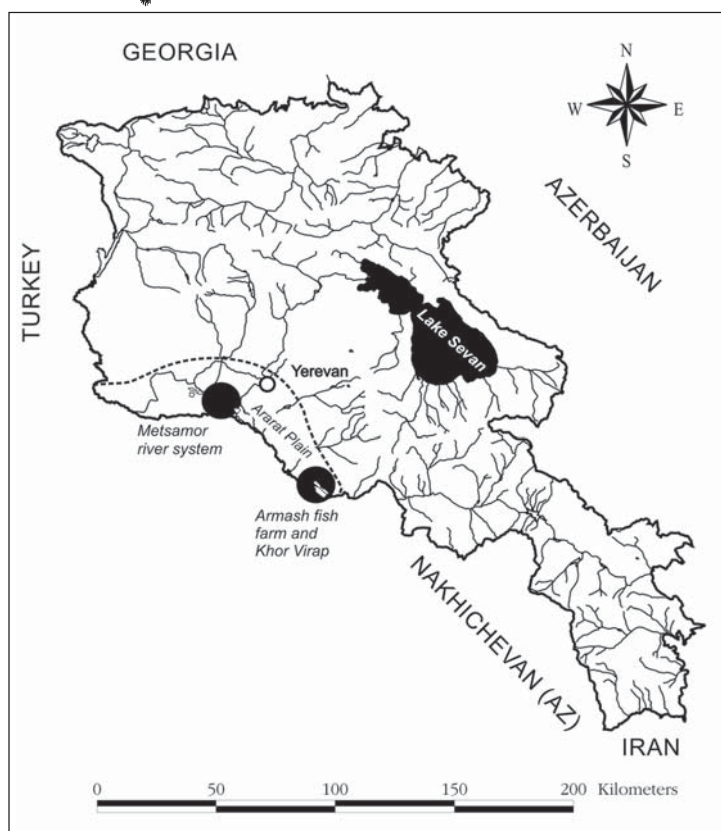 GEORGIA
N
W
E
S
AZERBAIJAN
TURKEY
Lake Sevan
Yerevan
Ararat Plain
Metsamor
river system
Armash fish
farm and
Khor Virap
NAKHICHEVAN (AZ)
IRAN
0
50
100
150
200
Kilometers